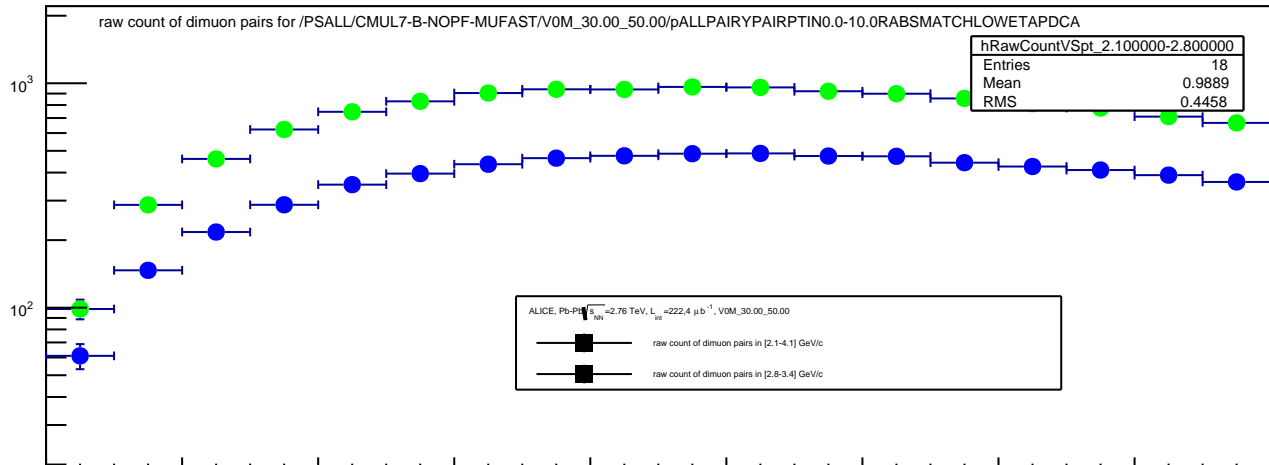 raw count of dimuon pairs for /PSALL/CMUL7-B-NOPF-MUFAST/V0M_30.00_50.00/pALLPAIRYPAIRPTIN0.0-10.0RABSMATCHLOWETAPDCA
hRawCountVSpt_2.100000-2.800000
Entries 18
Mean 0.9889
RMS 0.4458
10³
10²
ALICE, Pb-Pb √s_NN=2.76 TeV, L_int=222,4 μb⁻¹, V0M_30.00_50.00
raw count of dimuon pairs in [2.1-4.1] GeV/c
raw count of dimuon pairs in [2.8-3.4] GeV/c